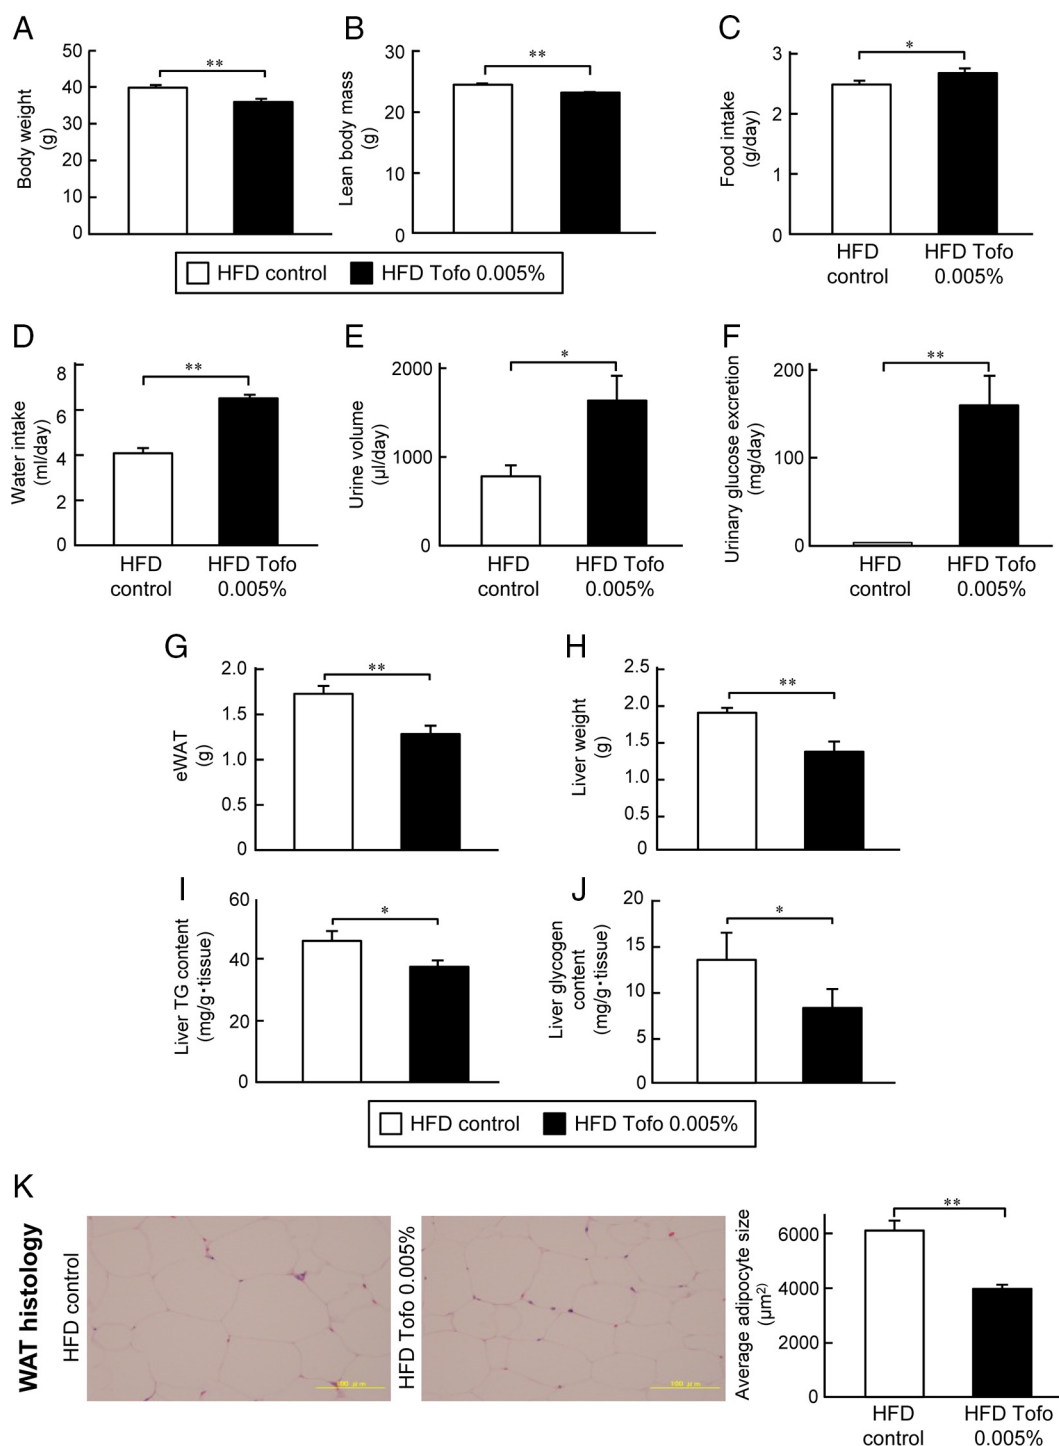 A
B
C
50
40
30
20
10
0
Body weight
(g)
**
30
20
10
0
Lean body mass
(g)
**
3
2
1
0
Food intake
(g/day)
*
HFD
control
HFD Tofo
0.005%
HFD control
HFD Tofo 0.005%
D
E
F
8
6
4
2
0
Water intake
(ml/day)
**
HFD
control
HFD Tofo
0.005%
2000
1000
0
Urine volume
(µl/day)
*
HFD
control
HFD Tofo
0.005%
200
100
0
Urinary glucose excretion
(mg/day)
**
HFD
control
HFD Tofo
0.005%
G
H
2.0
1.5
1.0
0.5
0
eWAT
(g)
**
2.5
2.0
1.5
1.0
0.5
0
Liver weight
(g)
**
I
J
60
40
20
0
Liver TG content
(mg/g·tissue)
*
20
15
10
5
0
Liver glycogen
content
(mg/g·tissue)
*
HFD control
HFD Tofo 0.005%
K
WAT histology
HFD control
100 µm
HFD Tofo 0.005%
100 µm
6000
4000
2000
0
Average adipocyte size
(µm²)
**
HFD
control
HFD Tofo
0.005%